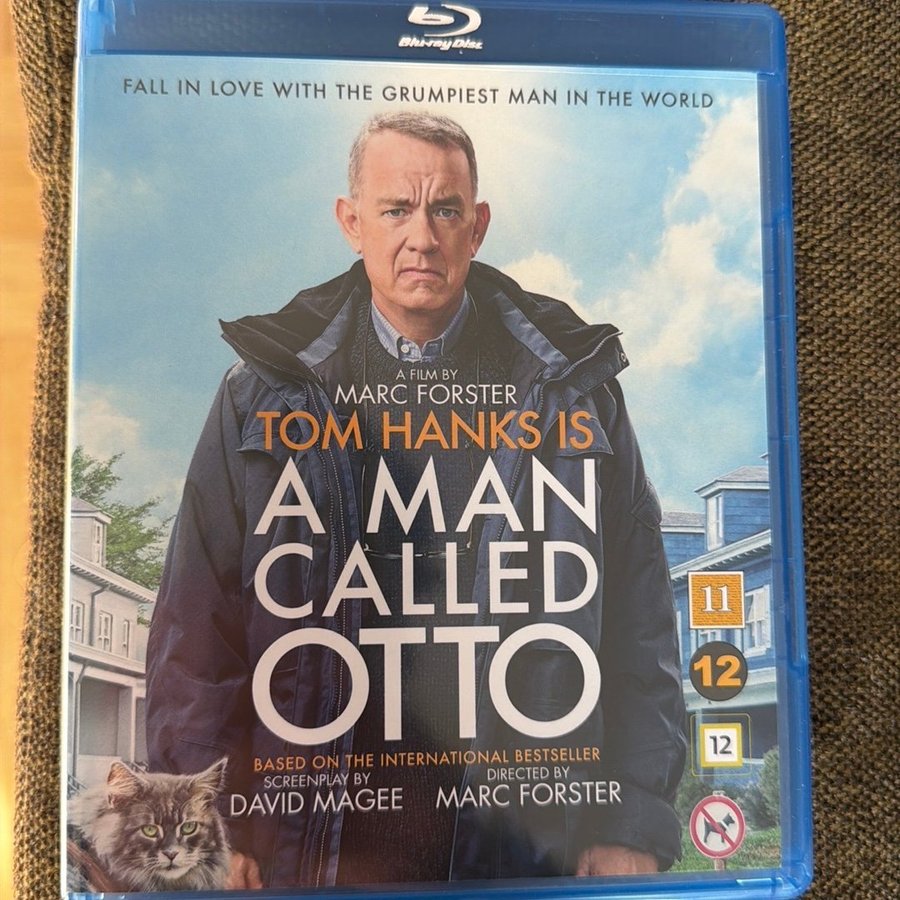 Blu-ray Disc
FALL IN LOVE WITH THE GRUMPIEST MAN IN THE WORLD
A FILM BY
MARC FORSTER
TOM HANKS IS
A MAN
CALLED
OTTO
BASED ON THE INTERNATIONAL BESTSELLER
SCREENPLAY BY
DAVID MAGEE
DIRECTED BY
MARC FORSTER
11
12
12